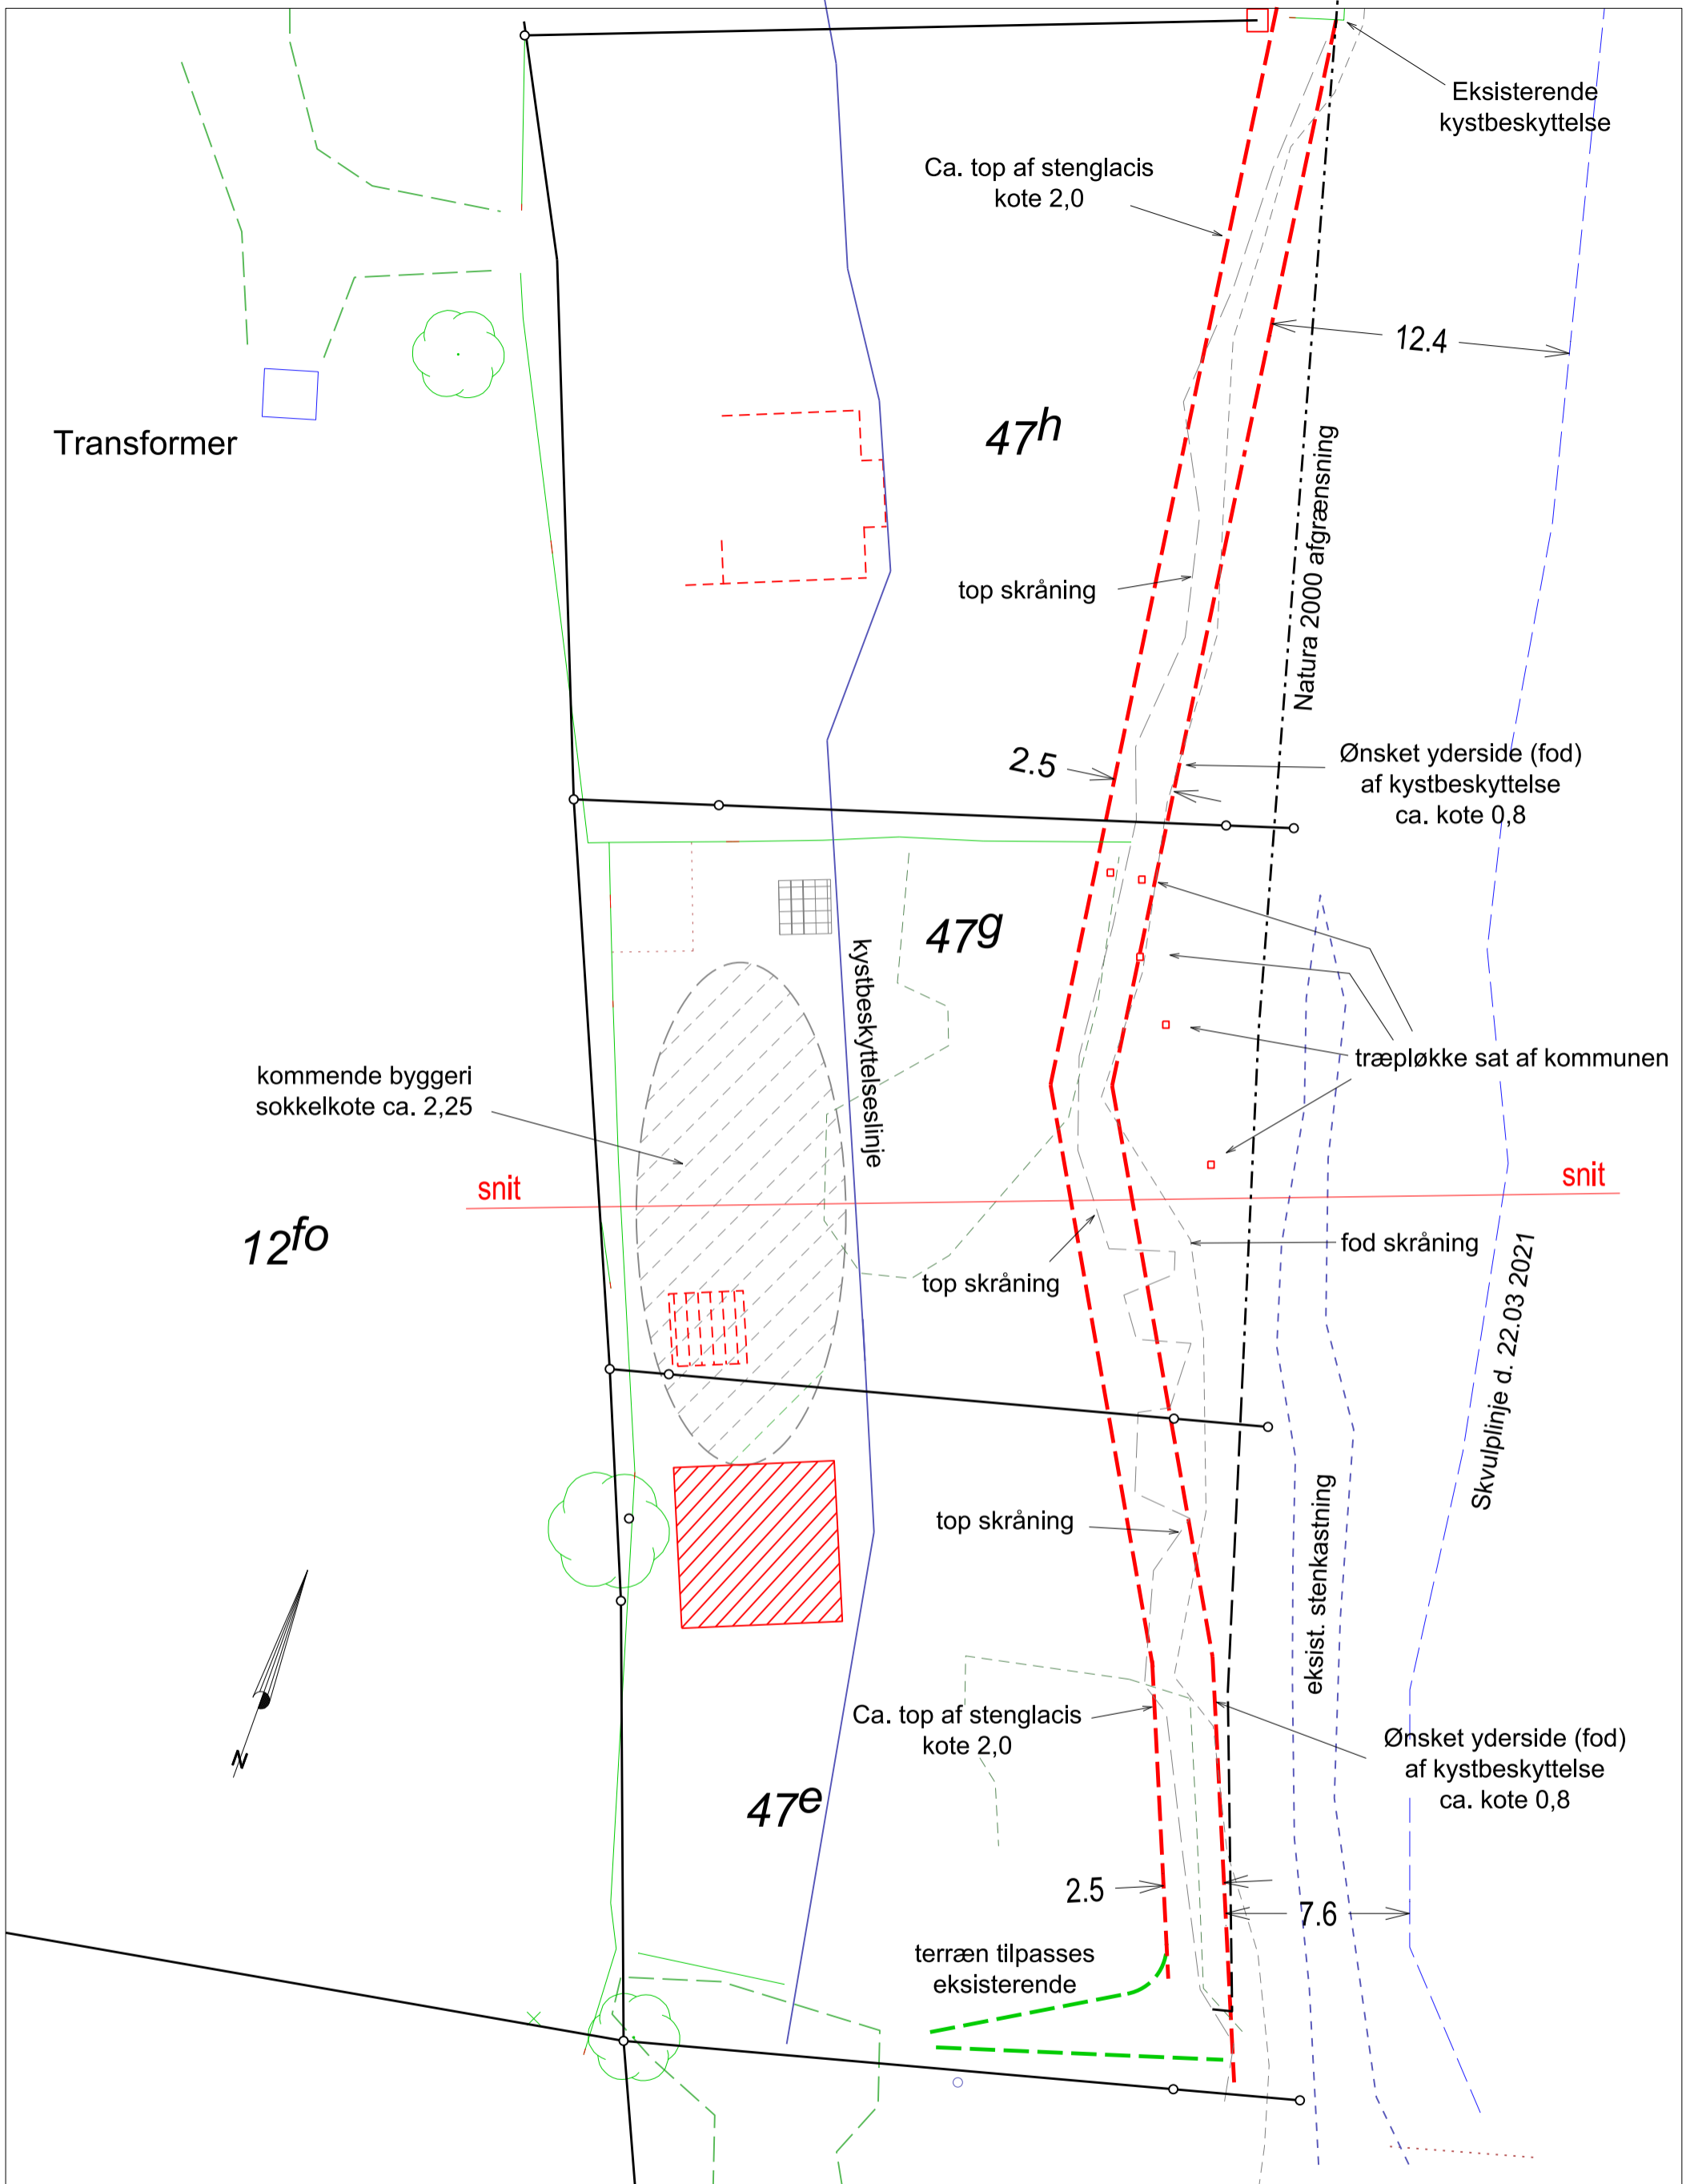 Eksisterende
kystbeskyttelse
Ca. top af stenglacis
kote 2,0
12.4
Transformer
47h
Natura 2000 afgrænsning
top skråning
2.5
Ønsket yderside (fod)
af kystbeskyttelse
ca. kote 0,8
47g
kystbeskyttelseslinje
træpløkke sat af kommunen
kommende byggeri
sokkelkote ca. 2,25
snit
snit
12fo
fod skråning
top skråning
Skvulplinje d. 22.03 2021
eksist. stenkastning
top skråning
N
Ca. top af stenglacis
kote 2,0
Ønsket yderside (fod)
af kystbeskyttelse
ca. kote 0,8
47e
2.5
7.6
terræn tilpasses
eksisterende